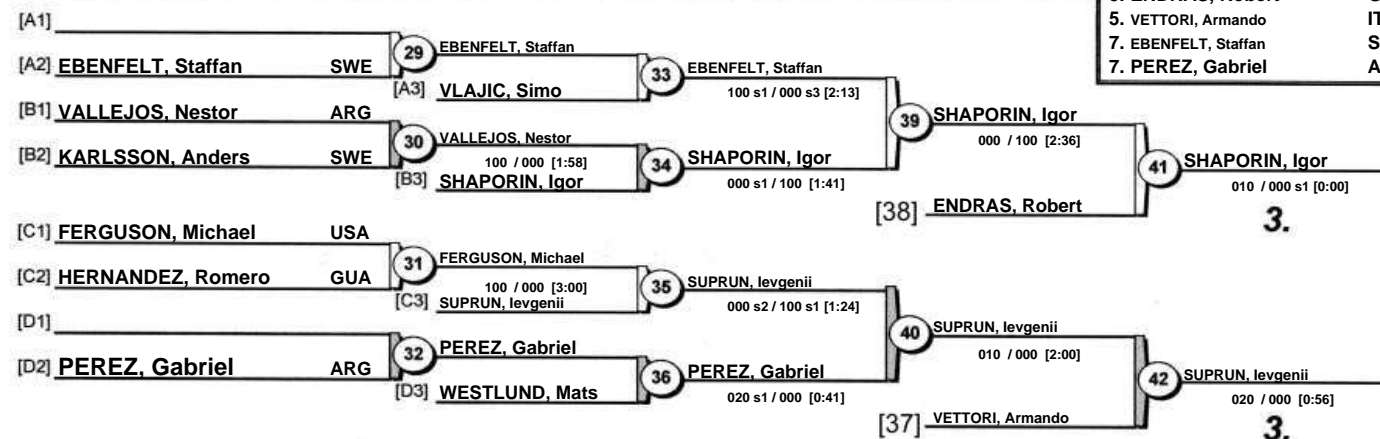 5. VETTORI, Armando IT
7. EBENFELT, Staffan S
7. PEREZ, Gabriel A
[A1]
[A2] EBENFELT, Staffan SWE
29 EBENFELT, Staffan
[A3] VLAJIC, Simo
33 EBENFELT, Staffan
100 s1 / 000 s3 [2:13]
[B1] VALLEJOS, Nestor ARG
[B2] KARLSSON, Anders SWE
30 VALLEJOS, Nestor
100 / 000 [1:58]
[B3] SHAPORIN, Igor
34 SHAPORIN, Igor
000 s1 / 100 [1:41]
39 SHAPORIN, Igor
000 / 100 [2:36]
[38] ENDRAS, Robert
41 SHAPORIN, Igor
010 / 000 s1 [0:00]
3.
[C1] FERGUSON, Michael USA
[C2] HERNANDEZ, Romero GUA
31 FERGUSON, Michael
100 / 000 [3:00]
[C3] SUPRUN, Ievgenii
35 SUPRUN, Ievgenii
000 s2 / 100 s1 [1:24]
[D1]
[D2] PEREZ, Gabriel ARG
32 PEREZ, Gabriel
[D3] WESTLUND, Mats
36 PEREZ, Gabriel
020 s1 / 000 [0:41]
40 SUPRUN, Ievgenii
010 / 000 [2:00]
[37] VETTORI, Armando
42 SUPRUN, Ievgenii
020 / 000 [0:56]
3.